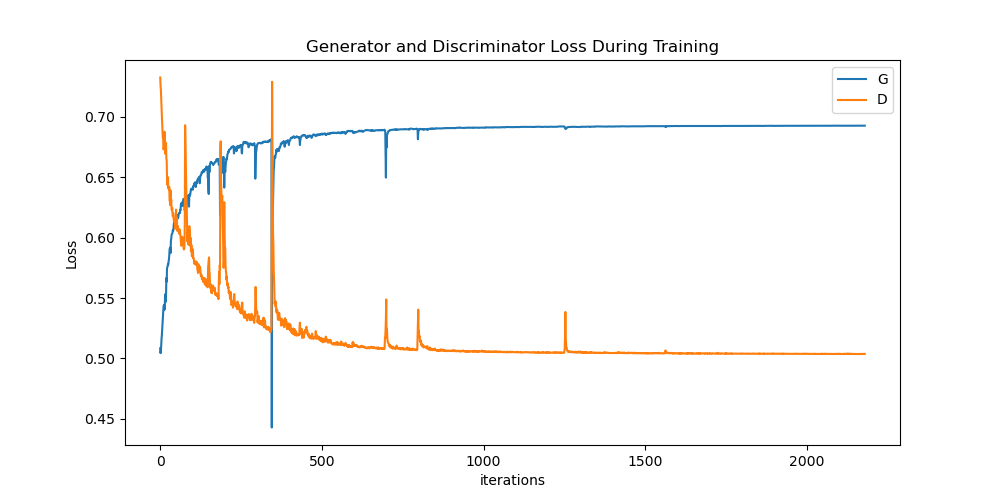 Generator and Discriminator Loss During Training
G
D
0.70
0.65
0.60
0.55
0.50
0.45
Loss
0
500
1000
1500
2000
iterations